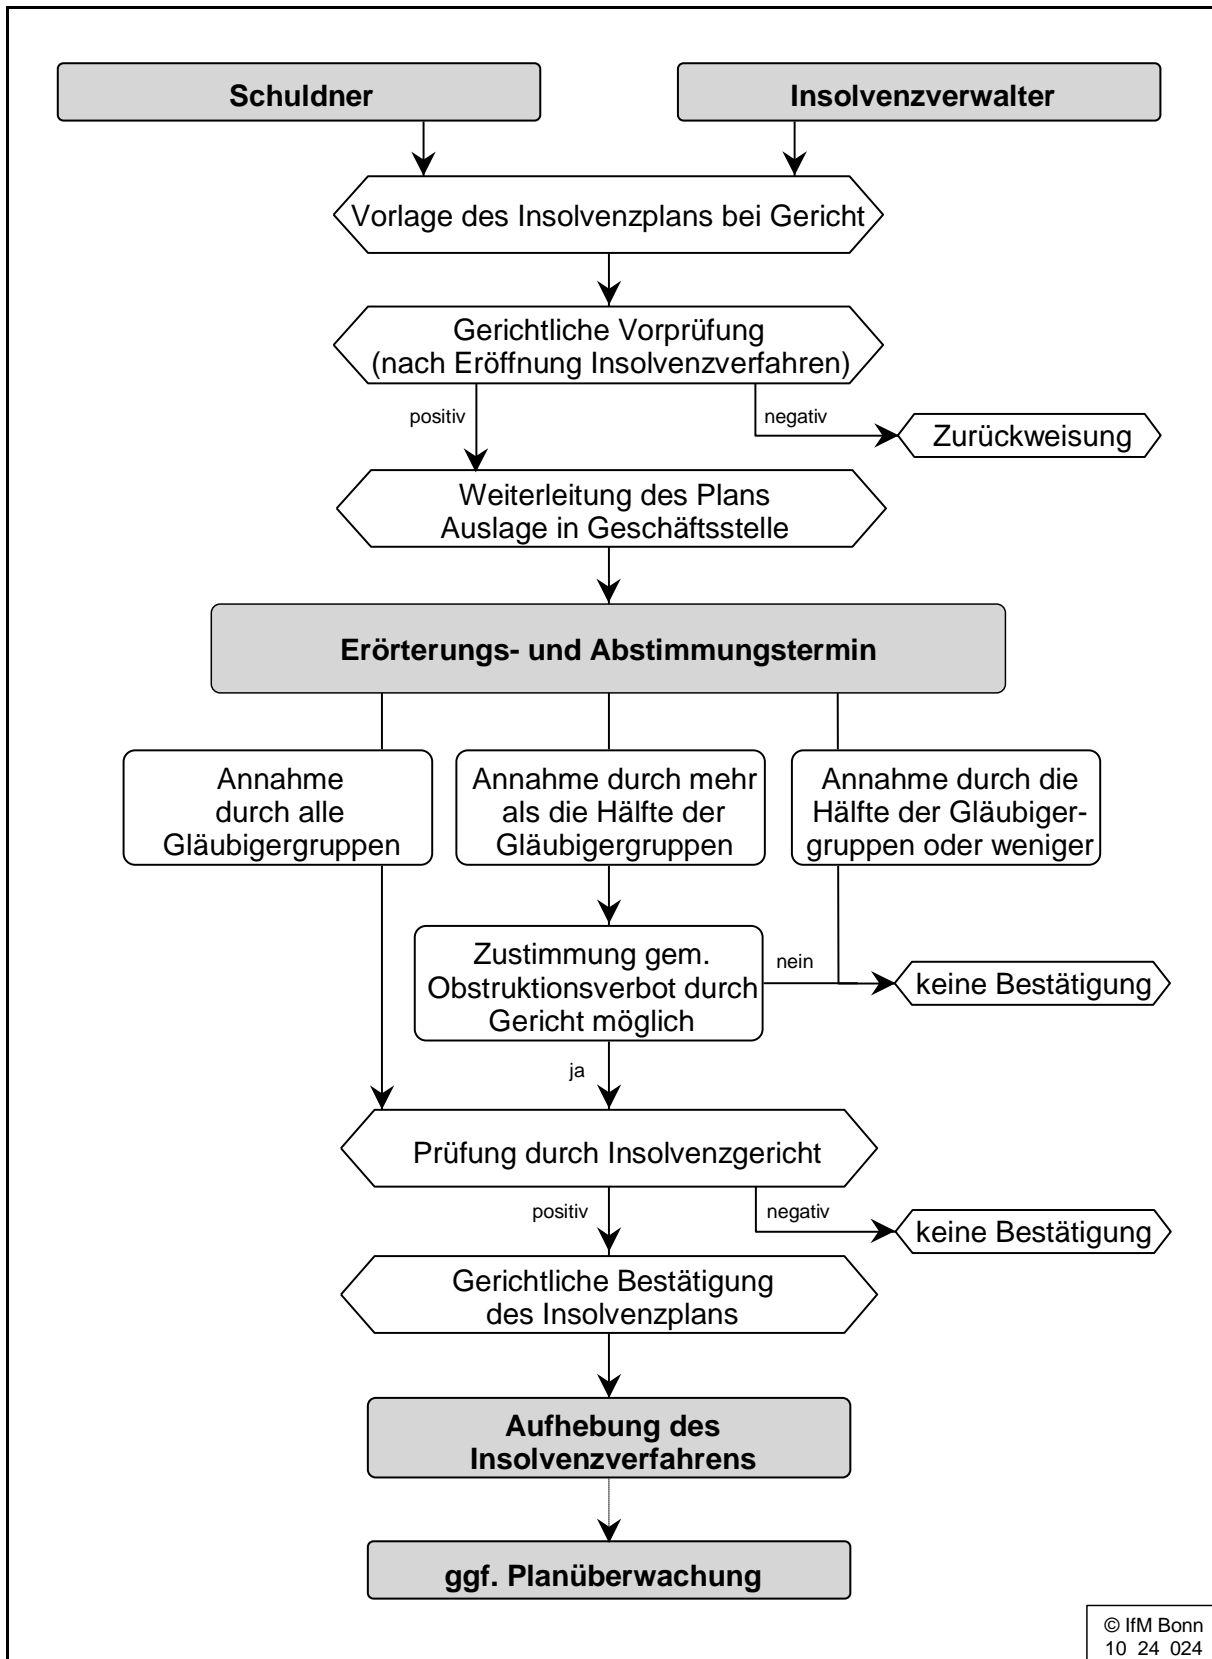 Schuldner
Insolvenzverwalter
Vorlage des Insolvenzplans bei Gericht
Gerichtliche Vorprüfung
(nach Eröffnung Insolvenzverfahren)
positiv
negativ
Zurückweisung
Weiterleitung des Plans
Auslage in Geschäftsstelle
Erörterungs- und Abstimmungstermin
Annahme
durch alle
Gläubigergruppen
Annahme durch mehr
als die Hälfte der
Gläubigergruppen
Annahme durch die
Hälfte der Gläubiger-
gruppen oder weniger
Zustimmung gem.
Obstruktionsverbot durch
Gericht möglich
nein
keine Bestätigung
ja
Prüfung durch Insolvenzgericht
positiv
negativ
keine Bestätigung
Gerichtliche Bestätigung
des Insolvenzplans
Aufhebung des
Insolvenzverfahrens
ggf. Planüberwachung
© IfM Bonn
10 24 024